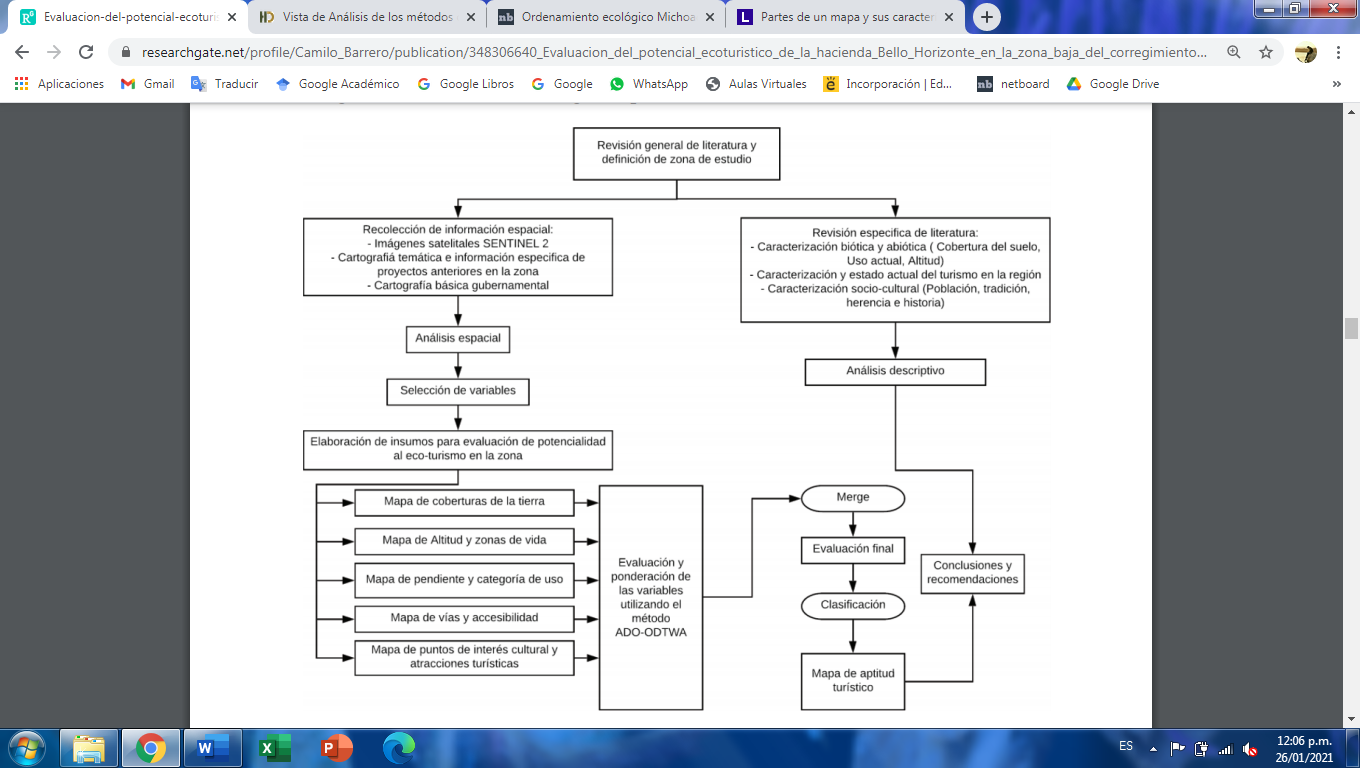 Evaluacion-del-potencial-ecoturis
Vista de Análisis de los métodos
Ordenamiento ecológico Michoa
Partes de un mapa y sus caracter
researchgate.net/profile/Camilo_Barrero/publication/348306640_Evaluacion_del_potencial_ecoturistico_de_la_hacienda_Bello_Horizonte_en_la_zona_baja_del_corregimiento...
Aplicaciones
Gmail
Traducir
Google Académico
Google Libros
Google
WhatsApp
Aulas Virtuales
Incorporación | Ed...
netboard
Google Drive
»
Revisión general de literatura y
definición de zona de estudio
Recolección de información espacial:
- Imágenes satelitales SENTINEL 2
- Cartografiá temática e información especifica de
proyectos anteriores en la zona
- Cartografía básica gubernamental
Revisión especifica de literatura:
- Caracterización biótica y abiótica ( Cobertura del suelo,
Uso actual, Altitud)
- Caracterización y estado actual del turismo en la región
- Caracterización socio-cultural (Población, tradición,
herencia e historia)
Análisis espacial
Selección de variables
Análisis descriptivo
Elaboración de insumos para evaluación de potencialidad
al eco-turismo en la zona
Mapa de coberturas de la tierra
Mapa de Altitud y zonas de vida
Mapa de pendiente y categoría de uso
Mapa de vías y accesibilidad
Mapa de puntos de interés cultural y
atracciones turísticas
Evaluación y
ponderación de
las variables
utilizando el
método
ADO-ODTWA
Merge
Evaluación final
Clasificación
Mapa de aptitud
turístico
Conclusiones y
recomendaciones
ES
12:06 p.m.
26/01/2021